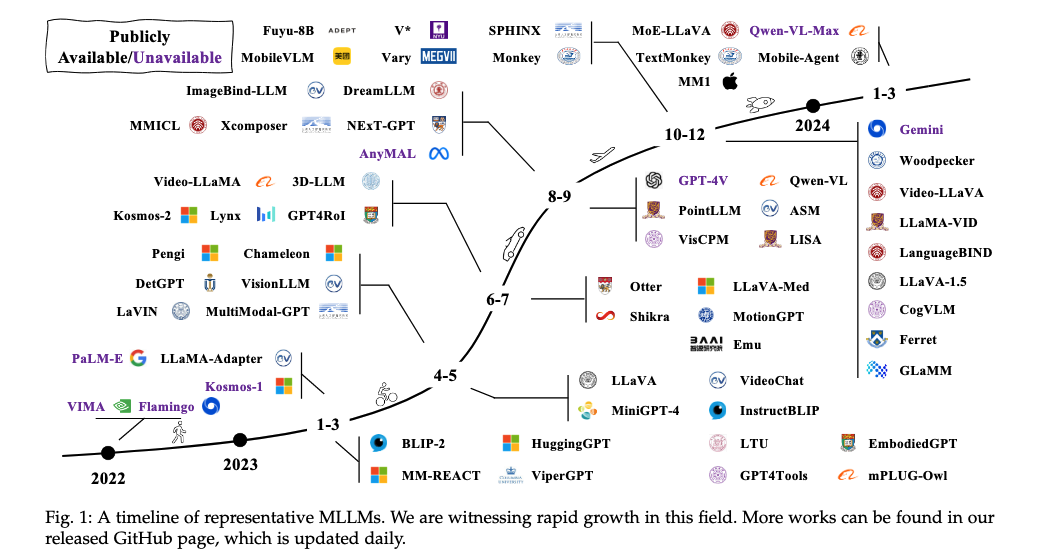 Publicly
Available/Unavailable
Fuyu-8B ADEPT V* NYU
MobileVLM 美团 Vary MEGVII
SPHINX
Monkey
MoE-LLaVA Qwen-VL-Max
TextMonkey Mobile-Agent
MM1
ImageBind-LLM DreamLLM
MMICL Xcomposer NExT-GPT
AnyMAL
Video-LLaMA 3D-LLM
Kosmos-2 Lynx GPT4RoI
Pengi Chameleon
DetGPT VisionLLM
LaVIN MultiModal-GPT
PaLM-E LLaMA-Adapter
Kosmos-1
VIMA Flamingo
2022
2023
1-3
4-5
6-7
8-9
10-12
2024
1-3
BLIP-2 HuggingGPT
MM-REACT ViperGPT
LTU EmbodiedGPT
GPT4Tools mPLUG-Owl
LLaVA VideoChat
MiniGPT-4 InstructBLIP
Otter LLaVA-Med
Shikra MotionGPT
BAAI Emu
GPT-4V Qwen-VL
PointLLM ASM
VisCPM LISA
Gemini
Woodpecker
Video-LLaVA
LLaMA-VID
LanguageBIND
LLaVA-1.5
CogVLM
Ferret
GLaMM
Fig. 1: A timeline of representative MLLMs. We are witnessing rapid growth in this field. More works can be found in our
released GitHub page, which is updated daily.